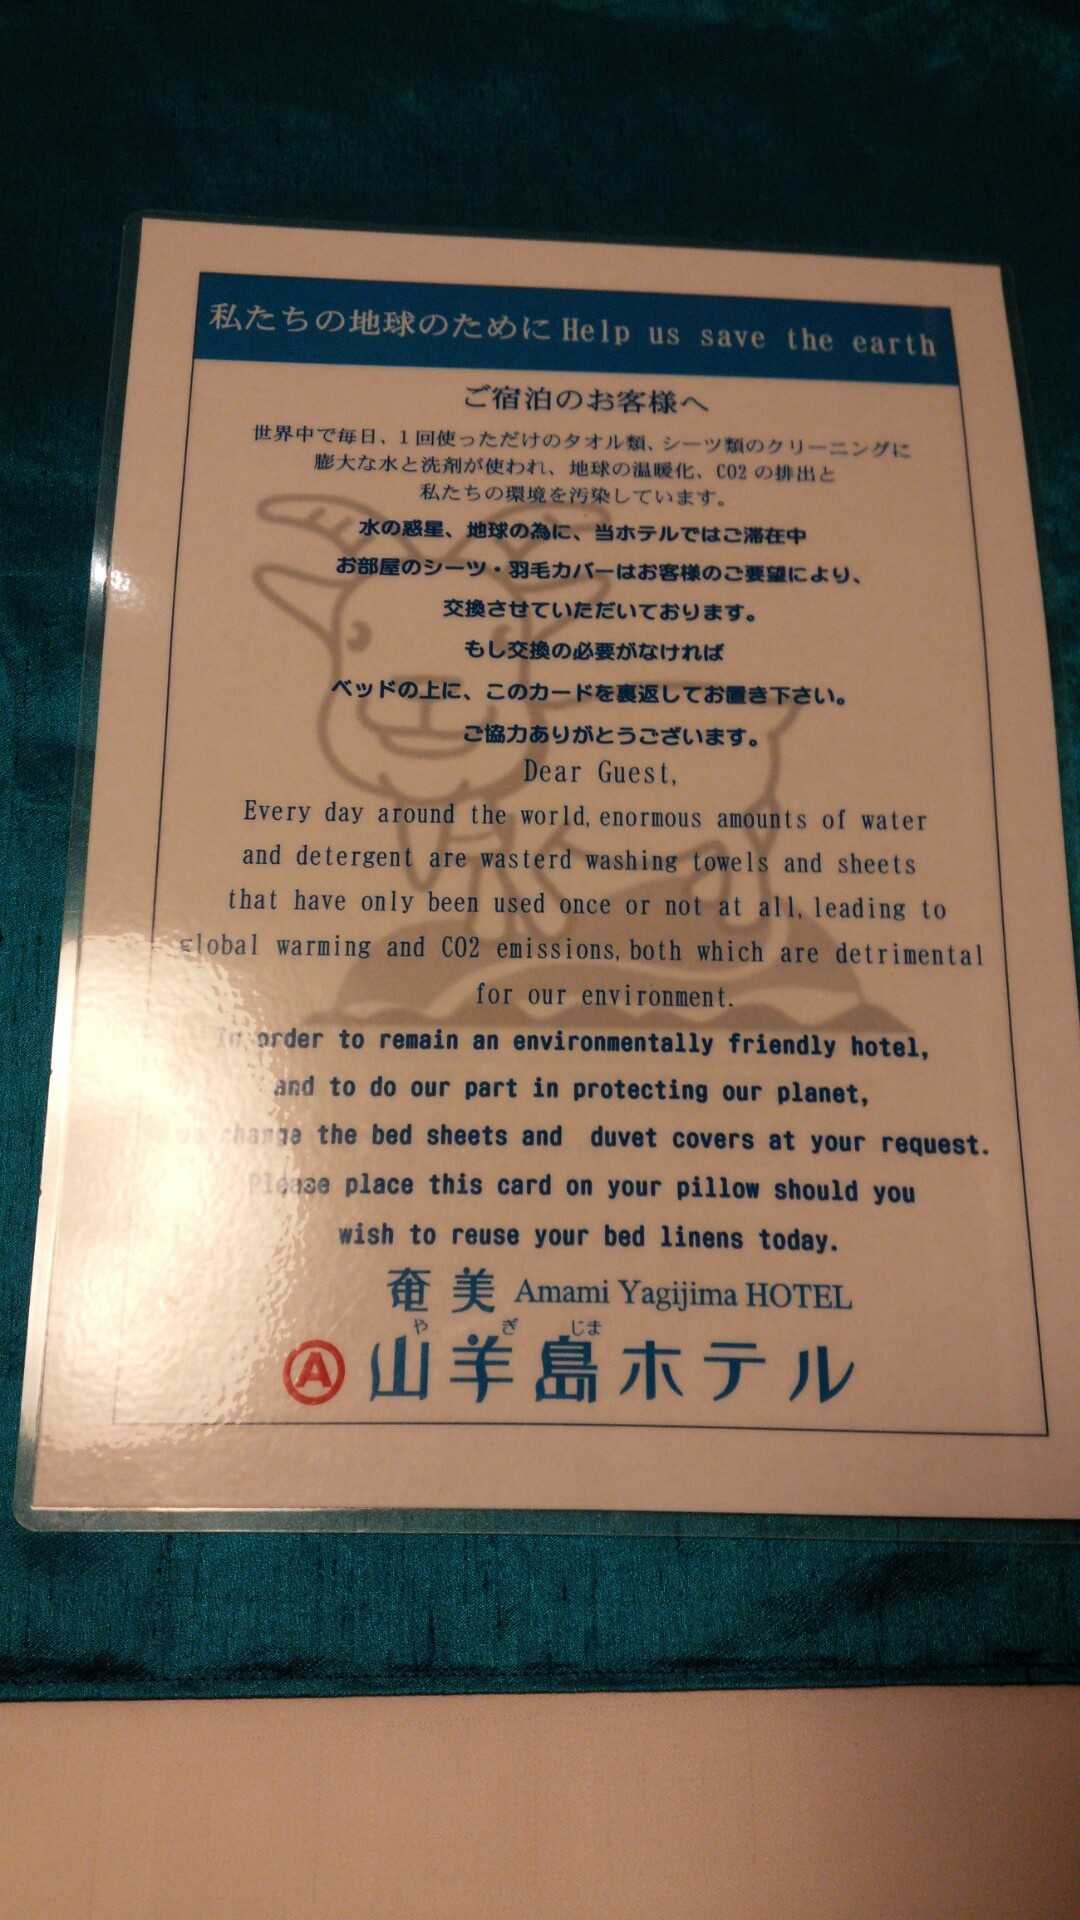 私たちの地球のために Help us save the earth
ご宿泊のお客様へ
世界中で毎日、1回使っただけのタオル類、シーツ類のクリーニングに
膨大な水と洗剤が使われ、地球の温暖化、CO2の排出と
私たちの環境を汚染しています。
水の惑星、地球の為に、当ホテルではご滞在中
お部屋のシーツ・羽毛カバーはお客様のご要望により、
交換させていただいております。
もし交換の必要がなければ
ベッドの上に、このカードを裏返してお置き下さい。
ご協力ありがとうございます。
Dear Guest,
Every day around the world, enormous amounts of water
and detergent are wasterd washing towels and sheets
that have only been used once or not at all, leading to
global warming and CO2 emissions, both which are detrimental
for our environment.
In order to remain an environmentally friendly hotel,
and to do our part in protecting our planet,
we change the bed sheets and duvet covers at your request.
Please place this card on your pillow should you
wish to reuse your bed linens today.
奄美 Amami Yagijima HOTEL
や ぎ じま
A 山羊島ホテル